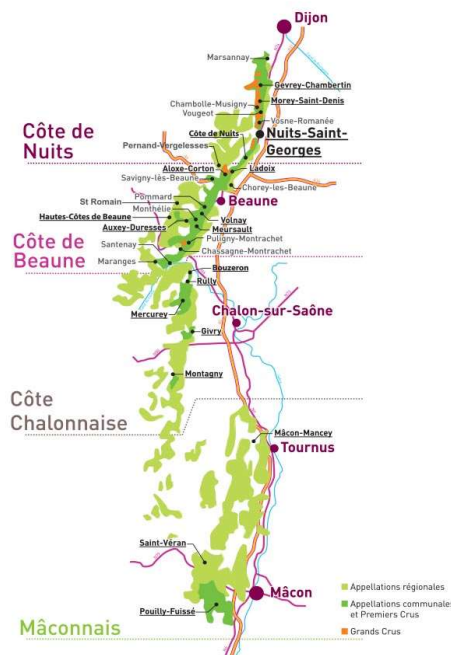 Dijon
Marsannay
Gevrey-Chambertin
Morey-Saint-Denis
Chambolle-Musigny
Vougeot
Vosne-Romanée
Côte de Nuits
Nuits-Saint-
Georges
Côte de
Nuits
Pernand-Vergelesses
Aloxe-Corton
Ladoix
Savigny-lès-Beaune
Chorey-les-Beaune
Pommard
Beaune
St Romain
Monthélie
Volnay
Hautes-Côtes de Beaune
Auxey-Duresses
Meursault
Côte de
Beaune
Puligny-Montrachet
Santenay
Chassagne-Montrachet
Maranges
Bouzeron
Rully
Mercurey
Chalon-sur-Saône
Givry
Montagny
Côte
Chalonnaise
Mâcon-Mancey
Tournus
Saint-Véran
Mâcon
Pouilly-Fuissé
Mâconnais
Appellations régionales
Appellations communales
et Premiers Crus
Grands Crus